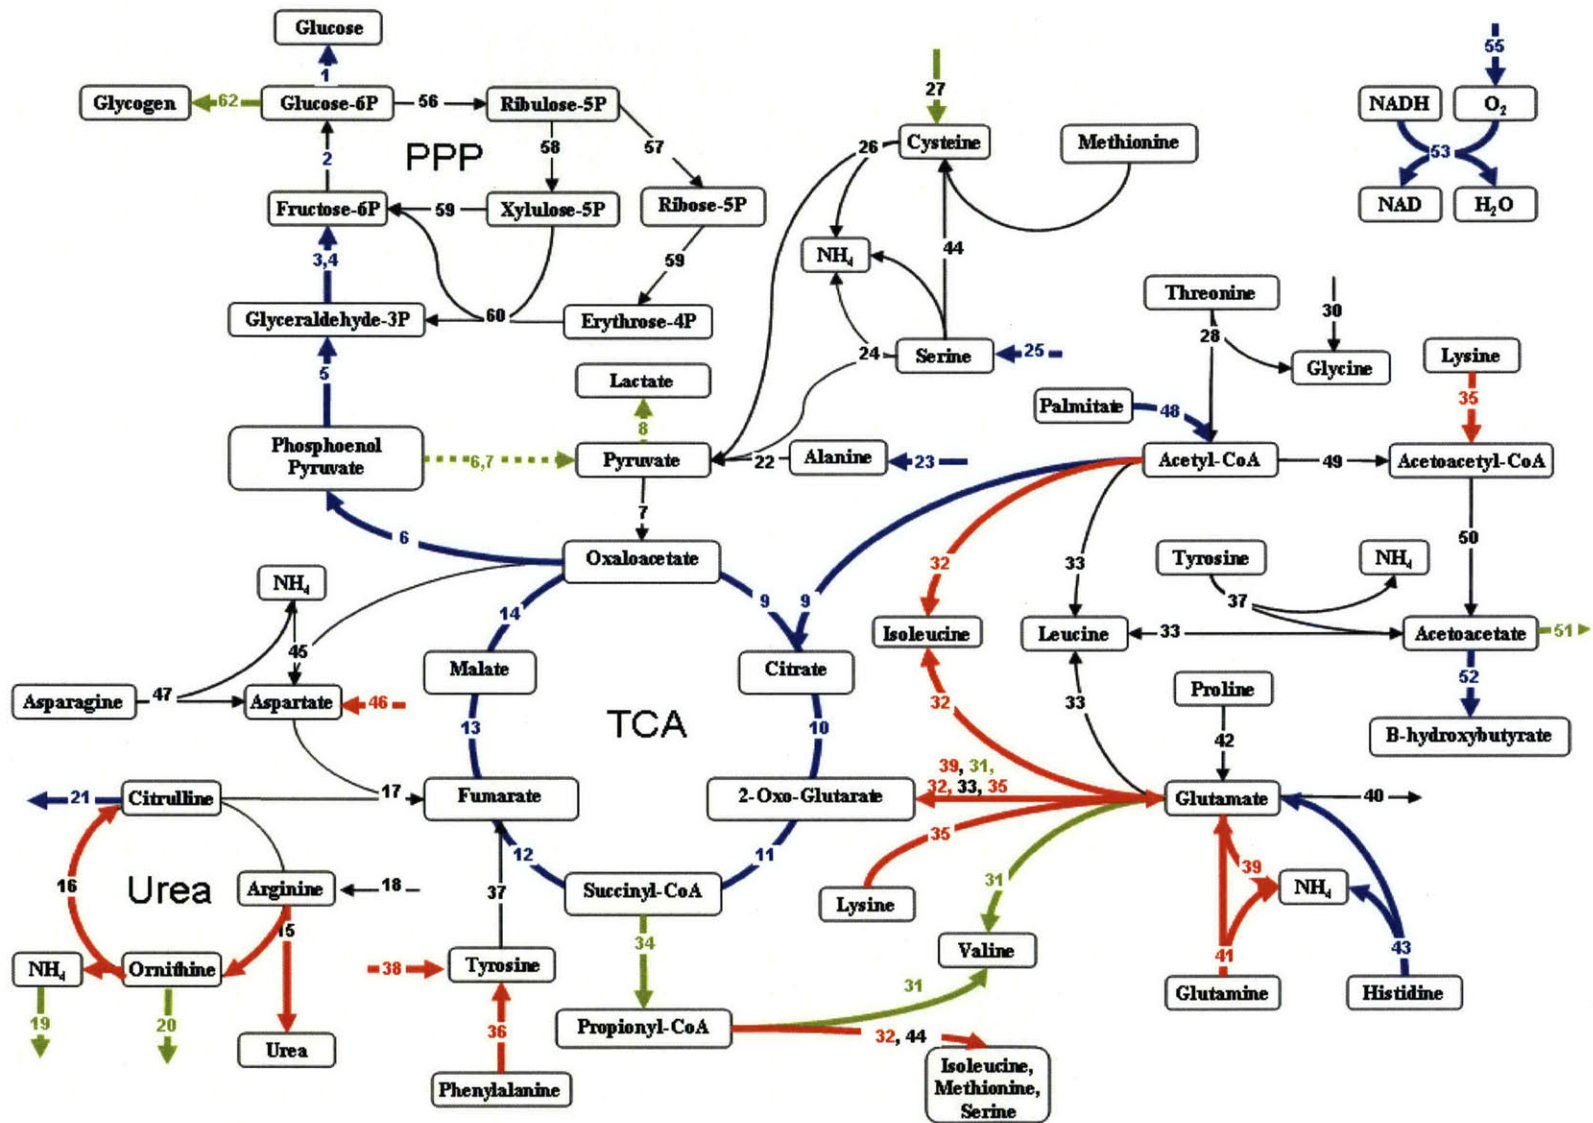 Glucose
1
55
Glycogen
62
Glucose-6P
56
Ribulose-5P
27
NADH
O2
PPP
58
57
26
Cysteine
Methionine
53
2
Fructose-6P
59
Xylulose-5P
Ribose-5P
NAD
H2O
3,4
59
NH4
44
Threonine
30
Glyceraldehyde-3P
60
Erythrose-4P
28
24
Serine
25
Glycine
Lysine
5
Lactate
Palmitate
48
35
8
Phosphoenol
Pyruvate
6,7
Pyruvate
22
Alanine
23
Acetyl-CoA
49
Acetoacetyl-CoA
7
6
Oxaloacetate
50
NH4
32
33
Tyrosine
NH4
14
9
9
37
45
Isoleucine
Leucine
33
Acetoacetate
51
Malate
Citrate
52
Asparagine
47
Aspartate
46
Proline
32
33
13
TCA
10
42
B-hydroxybutyrate
39, 31,
32, 33, 35
21
Citrulline
17
Fumarate
2-Oxo-Glutarate
Glutamate
40
35
12
11
39
16
Urea
Arginine
18
37
Succinyl-CoA
31
NH4
Lysine
15
34
43
NH4
Ornithine
38
Tyrosine
Valine
41
31
Glutamine
Histidine
19
20
36
Propionyl-CoA
32, 44
Urea
Isoleucine,
Methionine,
Serine
Phenylalanine